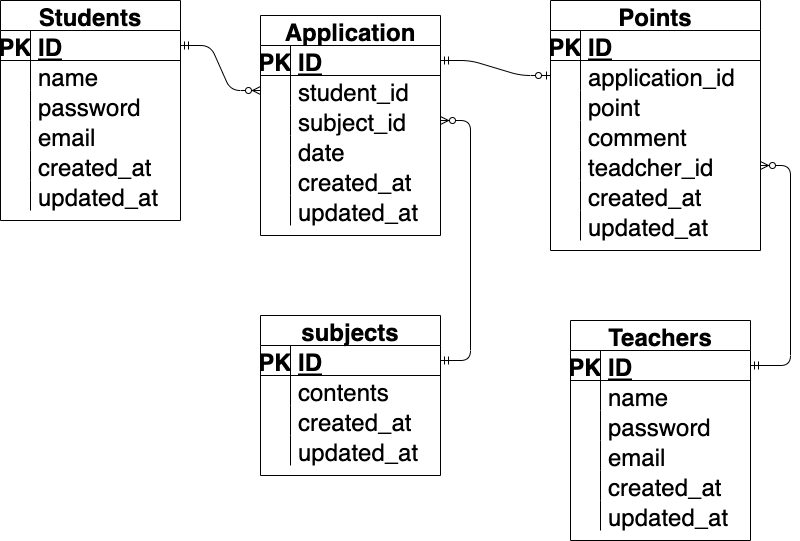 Students
PK ID
name
password
email
created_at
updated_at
Application
PK ID
student_id
subject_id
date
created_at
updated_at
Points
PK ID
application_id
point
comment
teadcher_id
created_at
updated_at
subjects
PK ID
contents
created_at
updated_at
Teachers
PK ID
name
password
email
created_at
updated_at